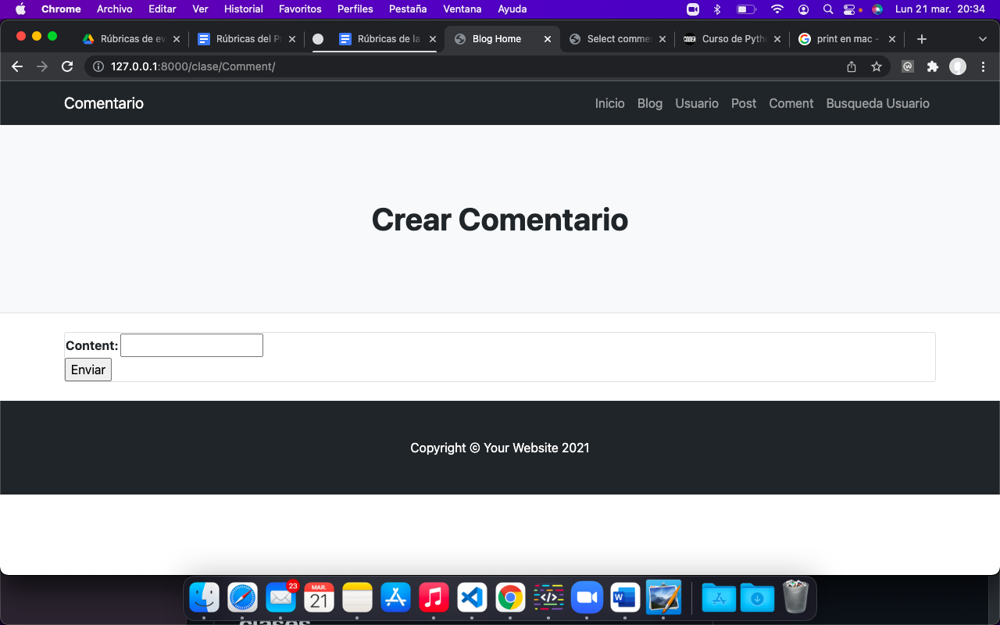 Chrome Archivo Editar Ver Historial Favoritos Perfiles Pestaña Ventana Ayuda Lun 21 mar. 20:34
Rúbricas de ev Rúbricas del P Rúbricas de la Blog Home Select comme Curso de Pyth print en mac -
127.0.0.1:8000/clase/Comment/
Comentario Inicio Blog Usuario Post Coment Busqueda Usuario
Crear Comentario
Content:
Enviar
Copyright © Your Website 2021
23
MAR.
21
W